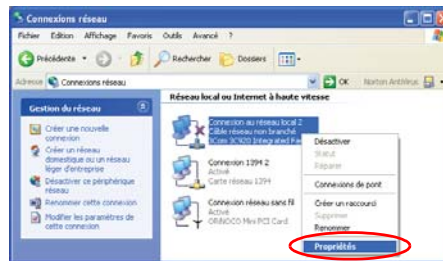 Connexions réseau
Fichier Edition Affichage Favoris Outils Avancé ?
Précédente Rechercher Dossiers
Adresse Connexions réseau OK Norton AntiVirus
Gestion du réseau
Créer une nouvelle connexion
Créer un réseau domestique ou un réseau léger d'entreprise
Désactiver ce périphérique réseau
Renommer cette connexion
Modifier les paramètres de cette connexion
Réseau local ou Internet à haute vitesse
Connexion au réseau local 2
Câble réseau non branché
3Com 3C920 Integrated Fa
Connexion 1394 2
Activé
Carte réseau 1394
Connexion réseau sans fil
Activé
ORiNOCO Mini PCI Card
Désactiver
Statut
Réparer
Connexions de pont
Créer un raccourci
Supprimer
Renommer
Propriétés